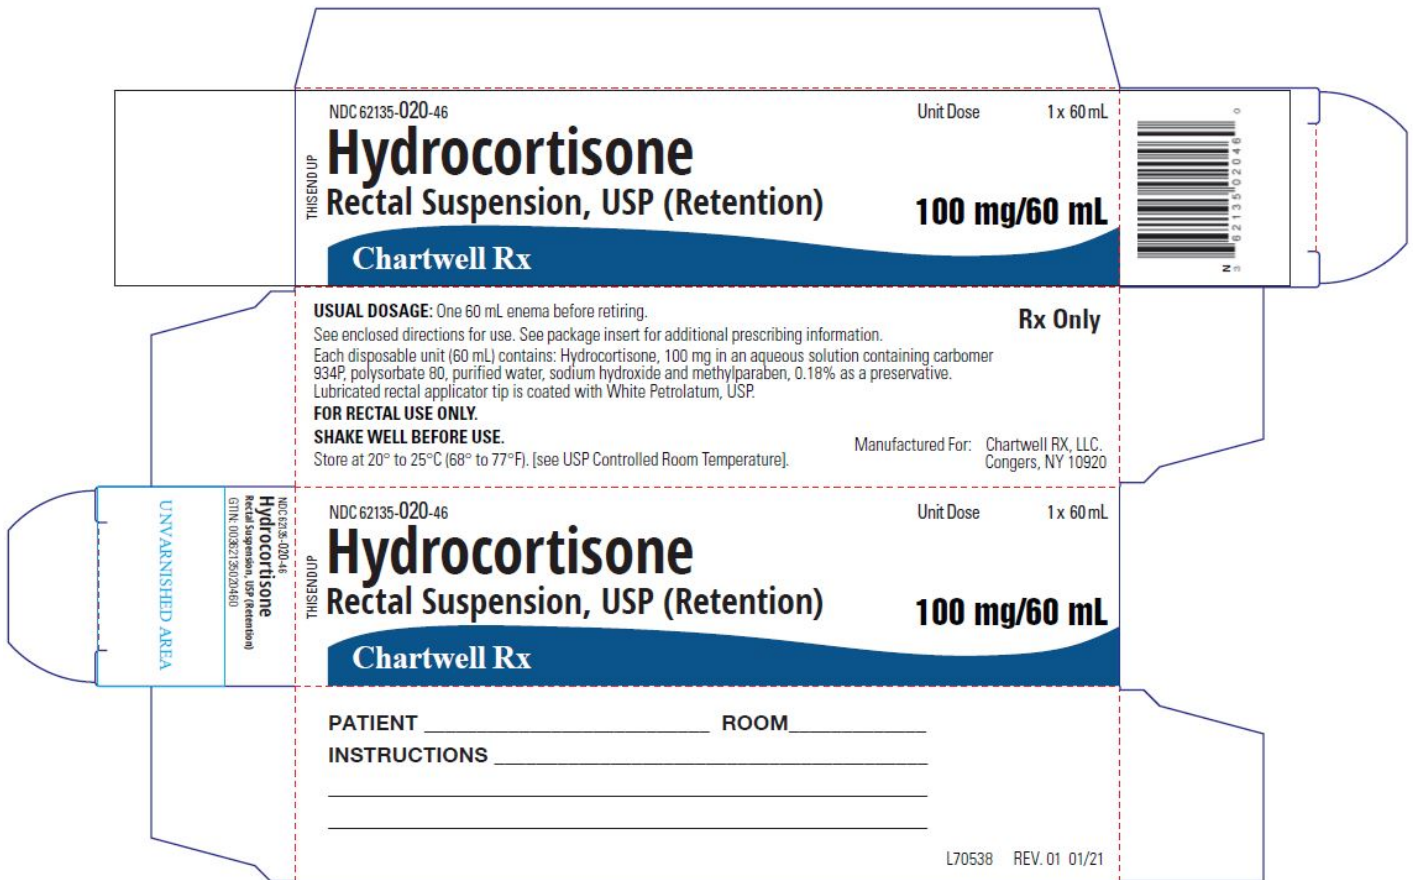 NDC 62135-020-46
Unit Dose 1 x 60 mL
THIS END UP
Hydrocortisone
Rectal Suspension, USP (Retention)
100 mg/60 mL
Chartwell Rx
N
3 62135 02046 0
USUAL DOSAGE: One 60 mL enema before retiring.
Rx Only
See enclosed directions for use. See package insert for additional prescribing information.
Each disposable unit (60 mL) contains: Hydrocortisone, 100 mg in an aqueous solution containing carbomer
934P, polysorbate 80, purified water, sodium hydroxide and methylparaben, 0.18% as a preservative.
Lubricated rectal applicator tip is coated with White Petrolatum, USP.
FOR RECTAL USE ONLY.
SHAKE WELL BEFORE USE.
Store at 20° to 25°C (68° to 77°F). [see USP Controlled Room Temperature].
Manufactured For: Chartwell RX, LLC.
Congers, NY 10920
UNVARNISHED AREA
NDC 62135-020-46
Hydrocortisone
Rectal Suspension, USP (Retention)
GTIN: 00362135020460
NDC 62135-020-46
Unit Dose 1 x 60 mL
THIS END UP
Hydrocortisone
Rectal Suspension, USP (Retention)
100 mg/60 mL
Chartwell Rx
PATIENT ROOM
INSTRUCTIONS
L70538 REV. 01 01/21